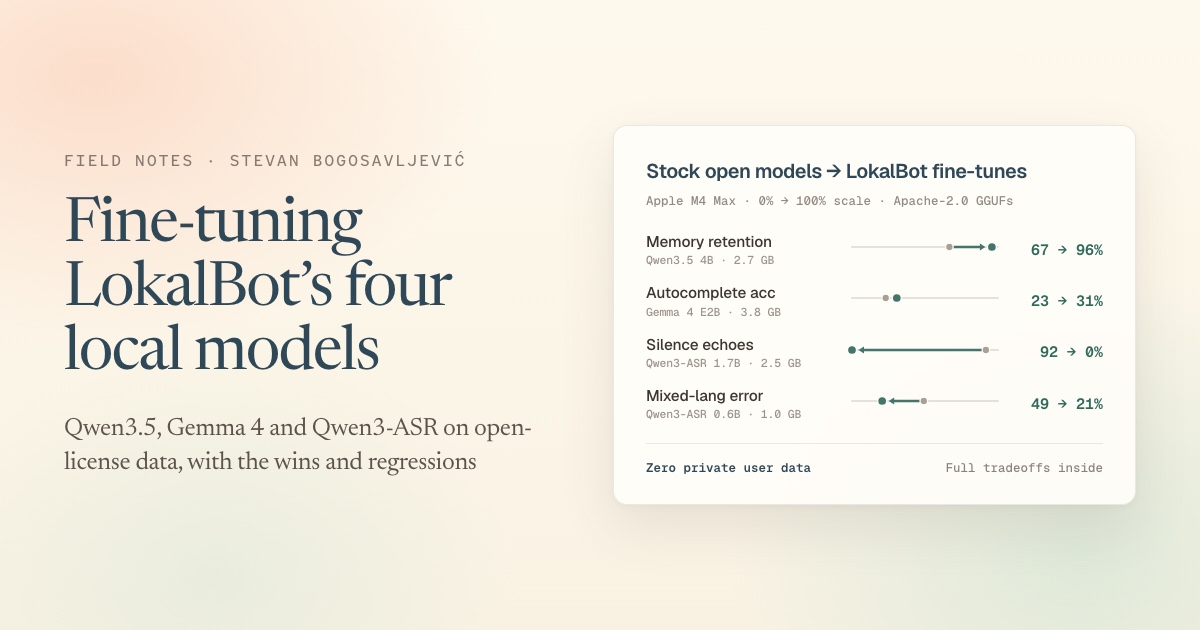 FIELD NOTES · STEVAN BOGOSAVLJEVIĆ
Fine-tuning
LokalBot’s four
local models
Qwen3.5, Gemma 4 and Qwen3-ASR on open-
license data, with the wins and regressions
Stock open models → LokalBot fine-tunes
Apple M4 Max · 0% → 100% scale · Apache-2.0 GGUFs
Memory retention
67 → 96%
Qwen3.5 4B · 2.7 GB
Autocomplete acc
23 → 31%
Gemma 4 E2B · 3.8 GB
Silence echoes
92 → 0%
Qwen3-ASR 1.7B · 2.5 GB
Mixed-lang error
49 → 21%
Qwen3-ASR 0.6B · 1.0 GB
Zero private user data
Full tradeoffs inside